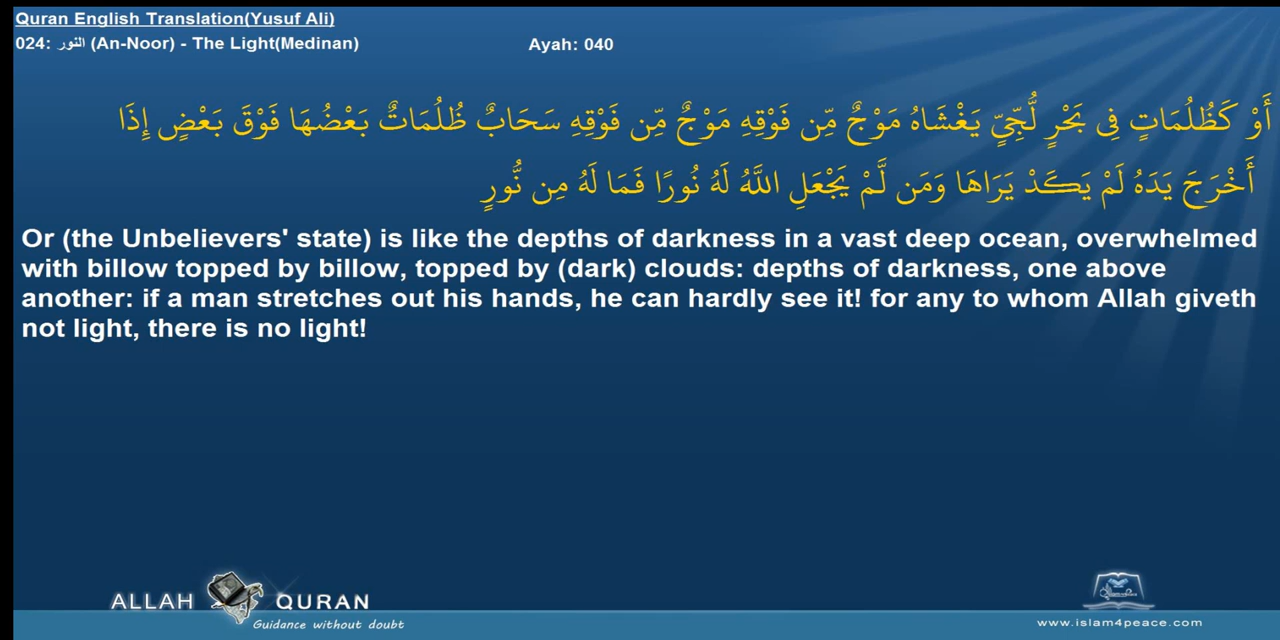 Quran English Translation(Yusuf Ali)
024: النور (An-Noor) - The Light(Medinan) Ayah: 040
أَوْ كَظُلُمَاتٍ فِى بَحْرٍ لُّجِّيٍّ يَغْشَاهُ مَوْجٌ مِّن فَوْقِهِ مَوْجٌ مِّن فَوْقِهِ سَحَابٌ ظُلُمَاتٌ بَعْضُهَا فَوْقَ بَعْضٍ إِذَا
أَخْرَجَ يَدَهُ لَمْ يَكَدْ يَرَاهَا وَمَن لَّمْ يَجْعَلِ اللَّهُ لَهُ نُورًا فَمَا لَهُ مِن نُّورٍ
Or (the Unbelievers' state) is like the depths of darkness in a vast deep ocean, overwhelmed
with billow topped by billow, topped by (dark) clouds: depths of darkness, one above
another: if a man stretches out his hands, he can hardly see it! for any to whom Allah giveth
not light, there is no light!
ALLAH QURAN
Guidance without doubt
www.islam4peace.com